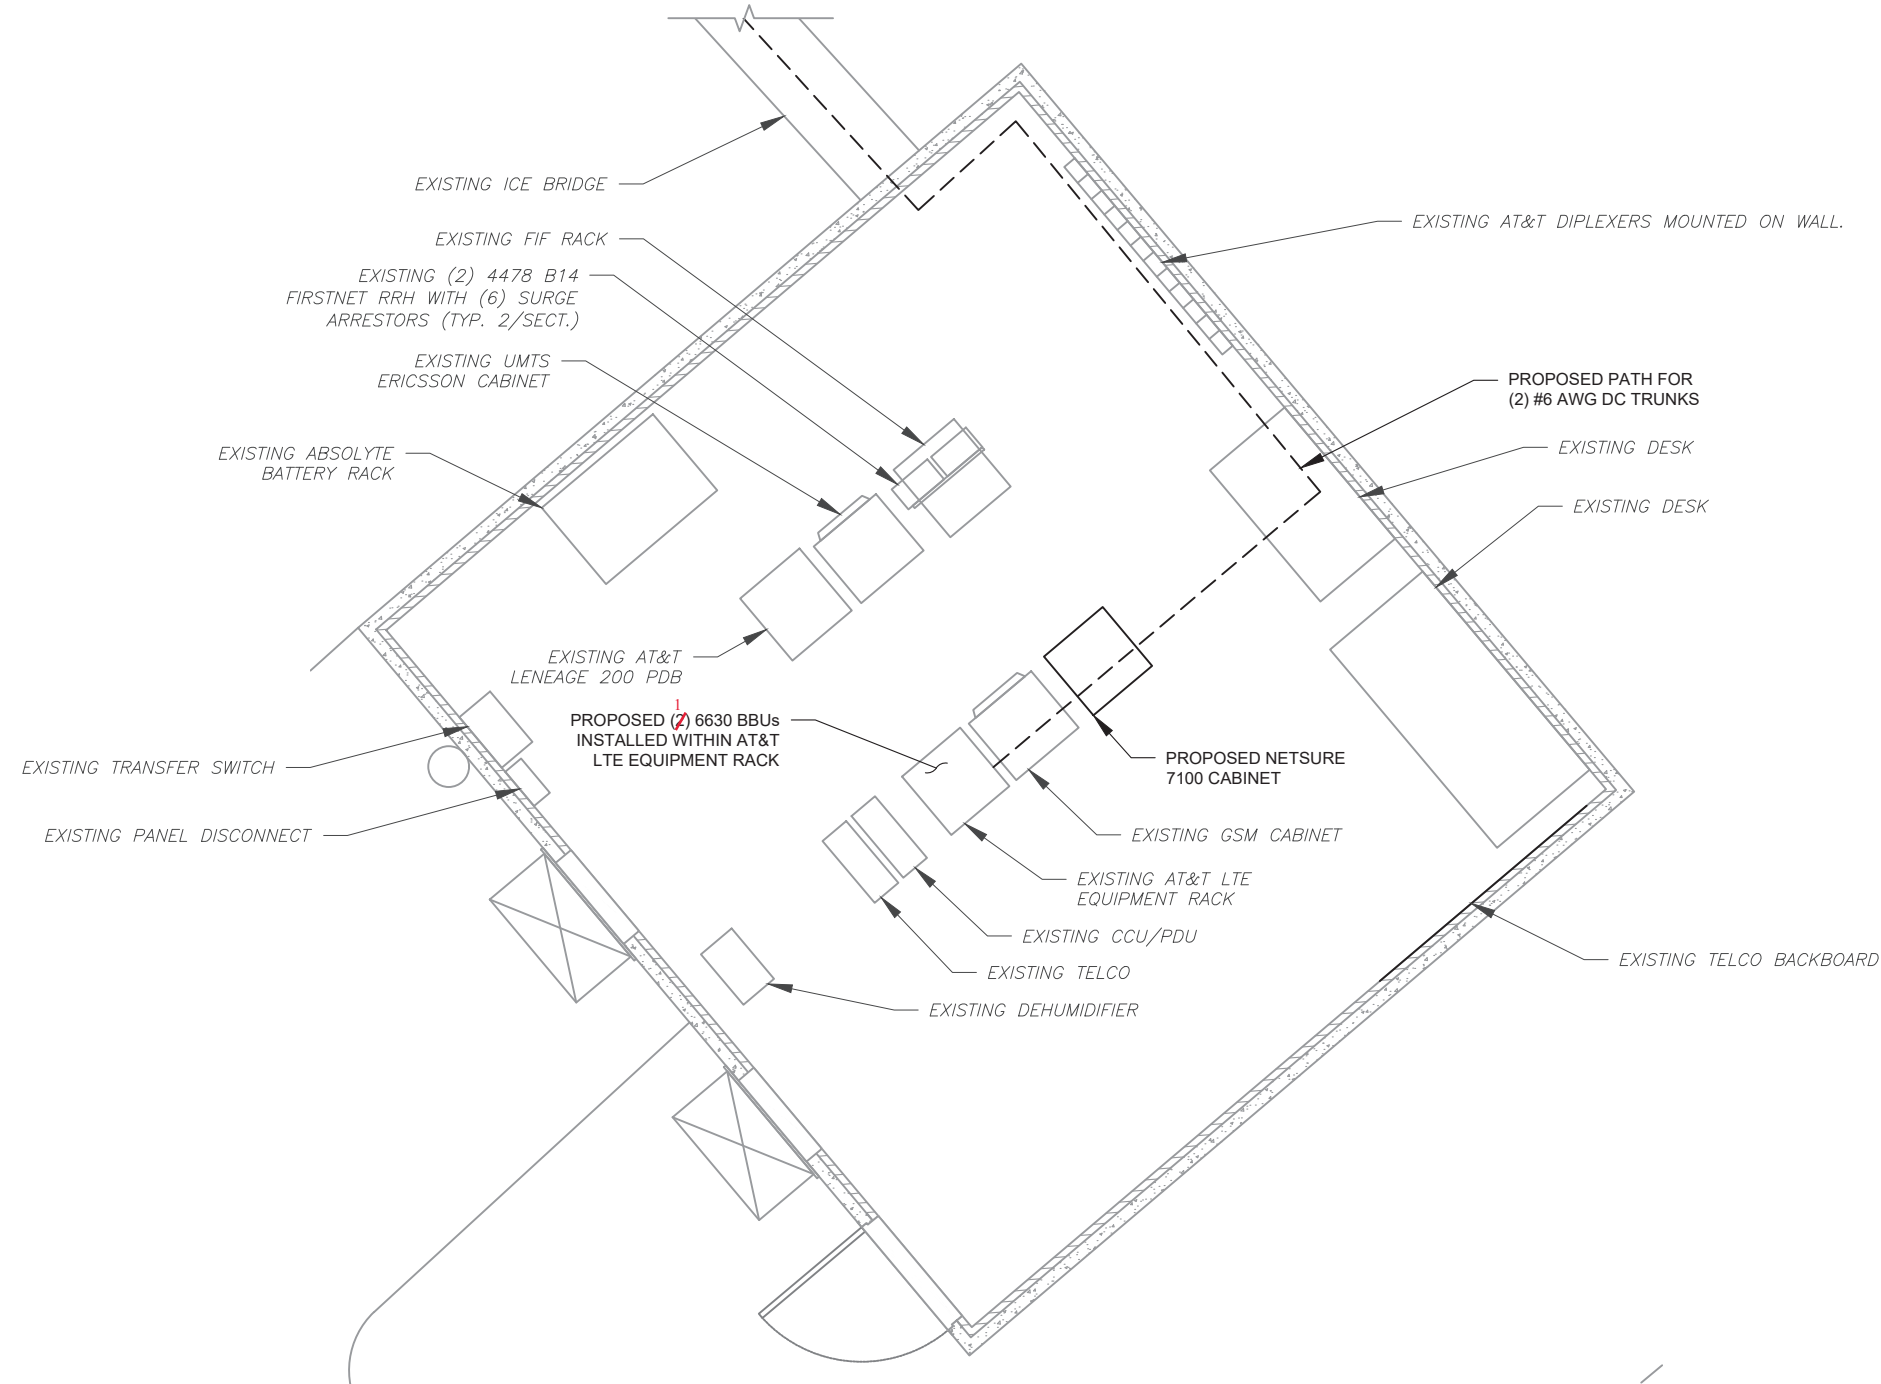 EXISTING ICE BRIDGE
EXISTING FIF RACK
EXISTING (2) 4478 B14
FIRSTNET RRH WITH (6) SURGE
ARRESTORS (TYP. 2/SECT.)
EXISTING UMTS
ERICSSON CABINET
EXISTING ABSOLYTE
BATTERY RACK
EXISTING AT&T
LENEAGE 200 PDB
1
PROPOSED (2) 6630 BBUs
INSTALLED WITHIN AT&T
LTE EQUIPMENT RACK
EXISTING TRANSFER SWITCH
EXISTING PANEL DISCONNECT
EXISTING AT&T DIPLEXERS MOUNTED ON WALL.
PROPOSED PATH FOR
(2) #6 AWG DC TRUNKS
EXISTING DESK
EXISTING DESK
PROPOSED NETSURE
7100 CABINET
EXISTING GSM CABINET
EXISTING AT&T LTE
EQUIPMENT RACK
EXISTING CCU/PDU
EXISTING TELCO
EXISTING DEHUMIDIFIER
EXISTING TELCO BACKBOARD